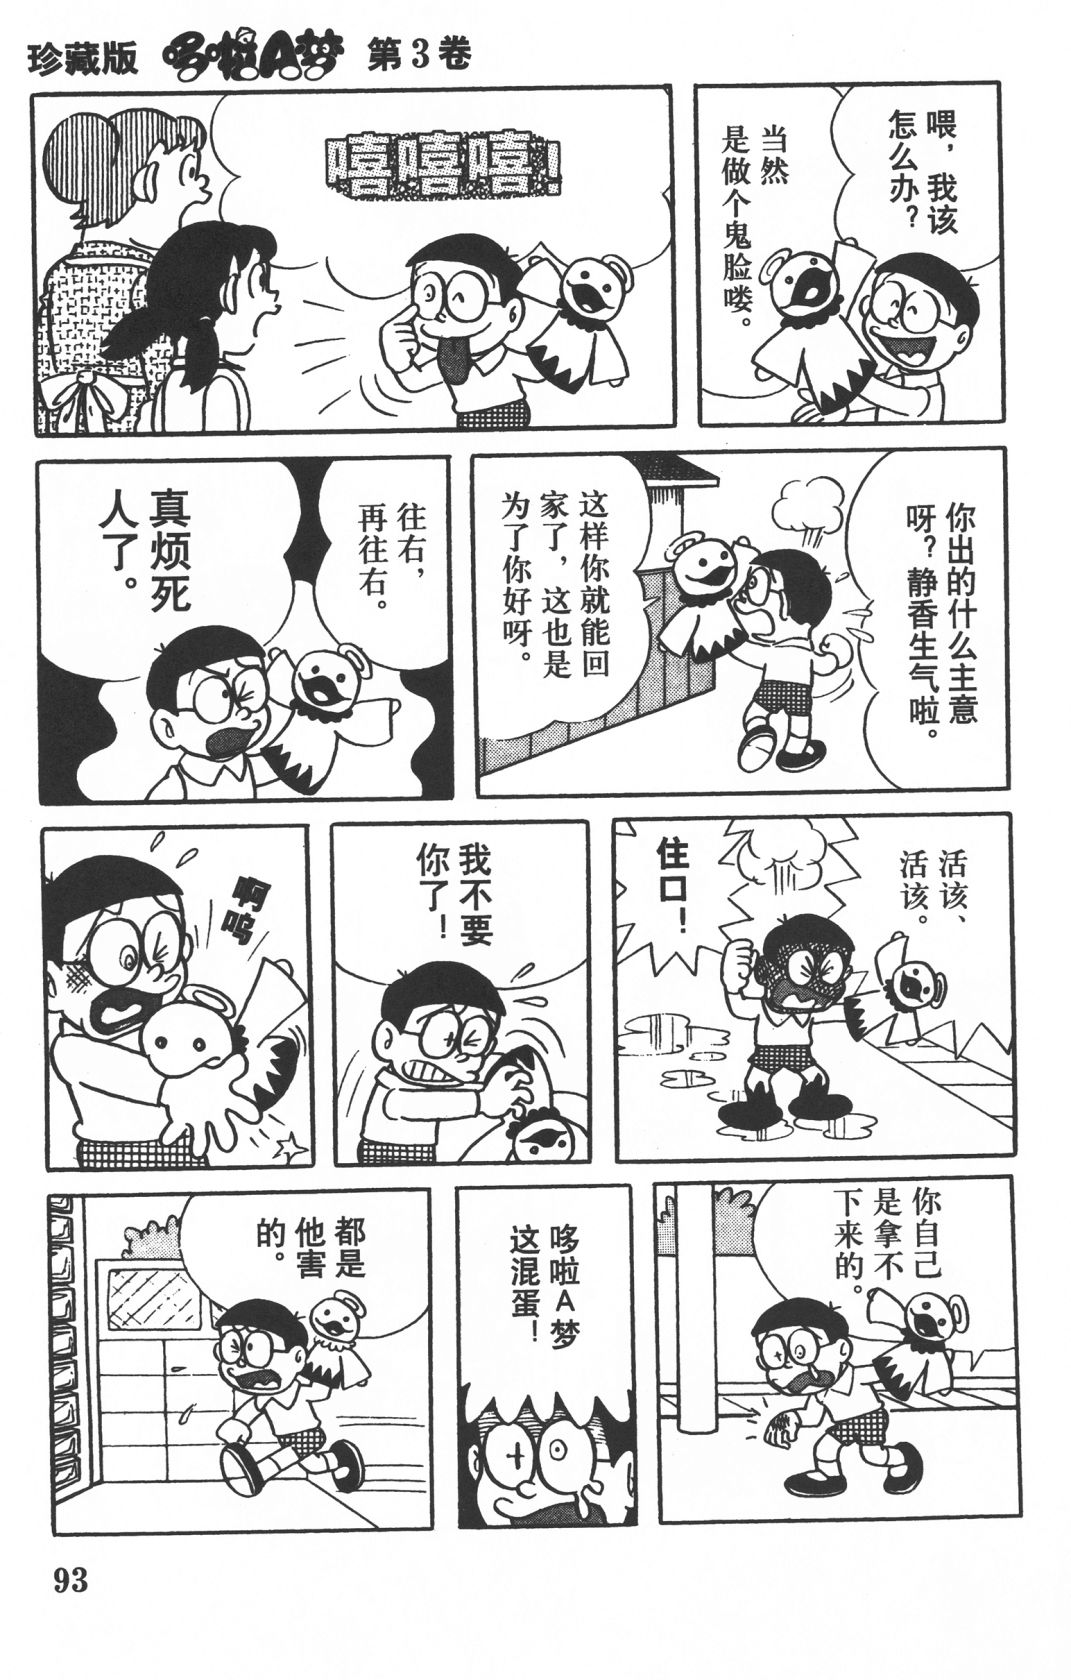 珍藏版 哆啦A梦 第3卷
喂，我该
怎么办？
当然
是做个鬼脸喽。
嘻嘻嘻！
你出的什么主意
呀？静香生气啦。
这样你就能回
家了，这也是
为了你好呀。
往右，
再往右。
真烦死
人了。
活该、
活该。
住口！
我不要
你了！
啊
呜
你自己
是拿不
下来的。
哆啦A梦
这混蛋！
都是
他害
的。
93